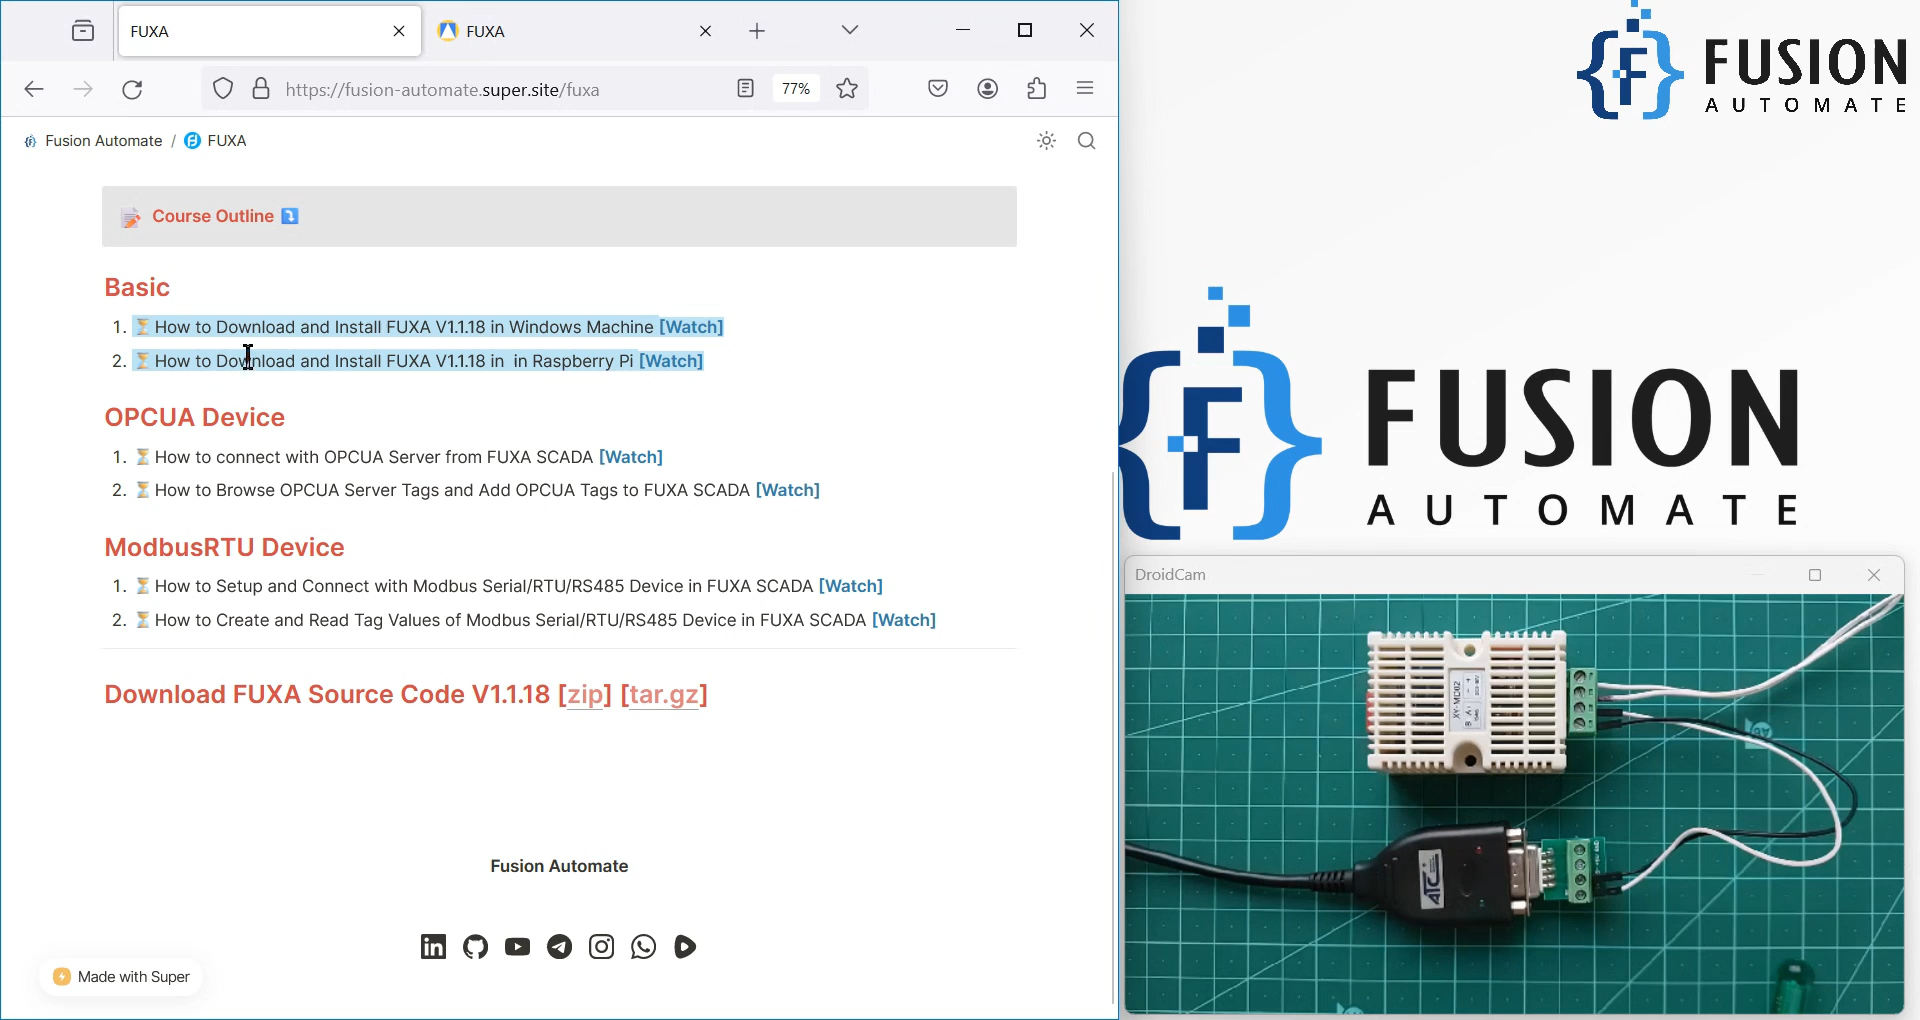 FUXA
FUXA
https://fusion-automate.super.site/fuxa
77%
Fusion Automate / FUXA
Course Outline
Basic
1. ⏳How to Download and Install FUXA V1.1.18 in Windows Machine [Watch]
2. ⏳How to Download and Install FUXA V1.1.18 in in Raspberry Pi [Watch]
OPCUA Device
1. ⏳How to connect with OPCUA Server from FUXA SCADA [Watch]
2. ⏳How to Browse OPCUA Server Tags and Add OPCUA Tags to FUXA SCADA [Watch]
ModbusRTU Device
1. ⏳How to Setup and Connect with Modbus Serial/RTU/RS485 Device in FUXA SCADA [Watch]
2. ⏳How to Create and Read Tag Values of Modbus Serial/RTU/RS485 Device in FUXA SCADA [Watch]
Download FUXA Source Code V1.1.18 [zip] [tar.gz]
Fusion Automate
Made with Super
FUSION
AUTOMATE
FUSION
AUTOMATE
DroidCam
XY-MD02
ATC